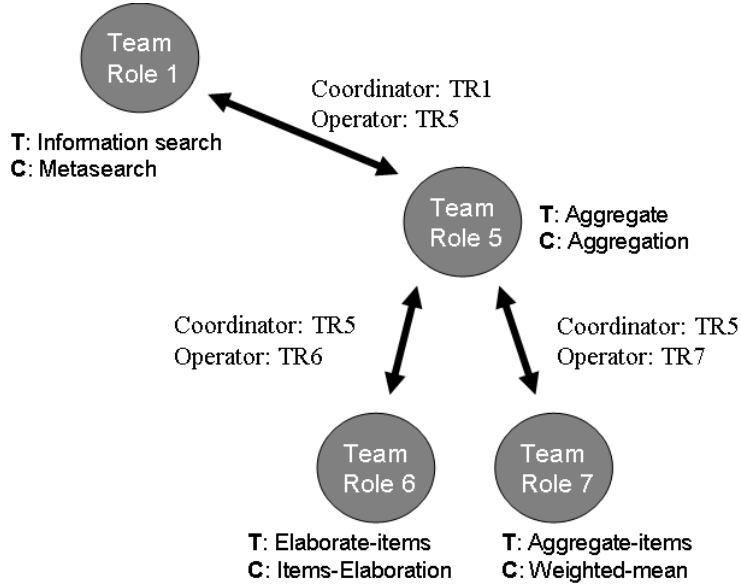 Team
Role 1
Coordinator: TR1
Operator: TR5
T: Information search
C: Metasearch
Team
Role 5
T: Aggregate
C: Aggregation
Coordinator: TR5
Operator: TR6
Coordinator: TR5
Operator: TR7
Team
Role 6
Team
Role 7
T: Elaborate-items
C: Items-Elaboration
T: Aggregate-items
C: Weighted-mean